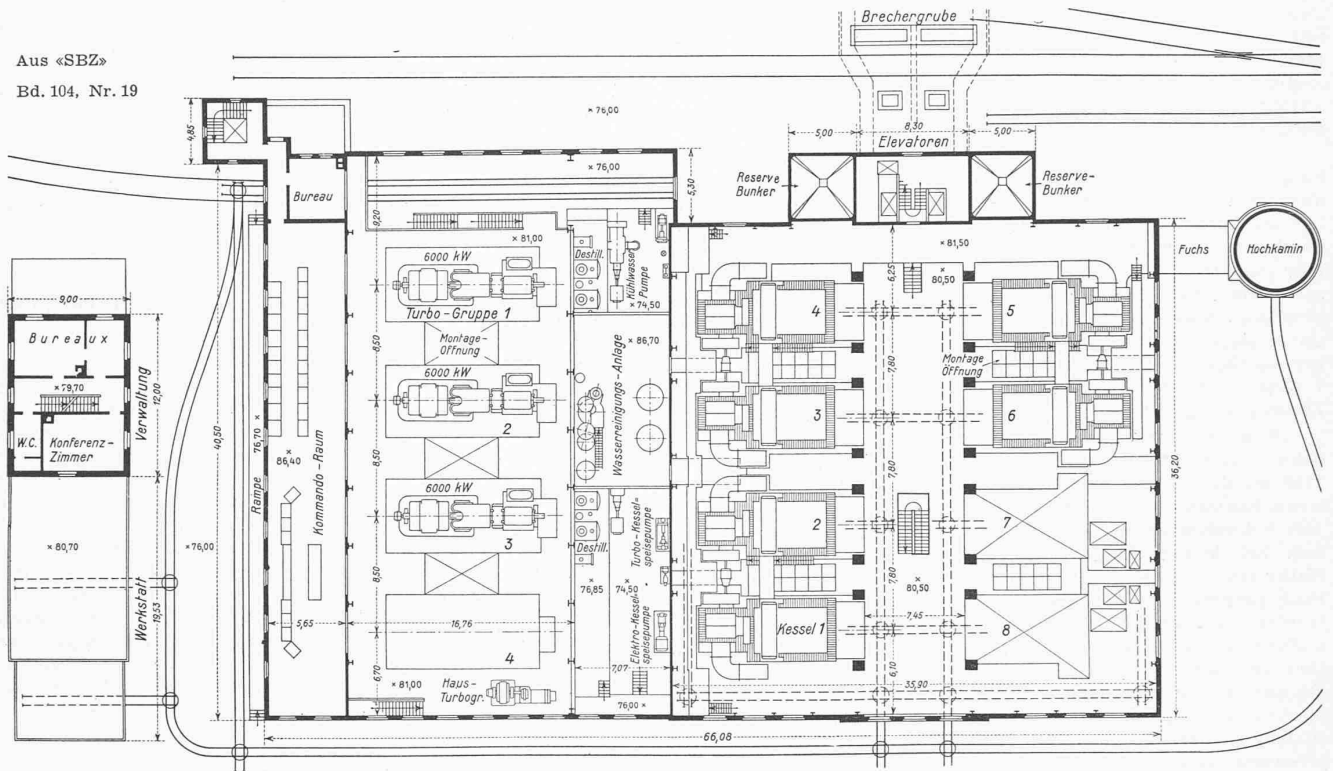 Aus «SBZ»
Bd. 104, Nr. 19
Brechergrube
× 76,00
4,85
5,00
8,30
5,00
Elevatoren
Bureau
9,20
× 76,00
5,30
Reserve
Bunker
Reserve-
Bunker
× 81,00
× 81,50
Fuchs
Hochkamin
9,00
Bureaux
× 79,70
W.C.
Konferenz-
Zimmer
Verwaltung
12,00
× 80,70
Werkstatt
19,53
× 76,00
40,50
76,70 ×
Rampe
× 86,40
Kommando-Raum
5,65
6000 kW
Turbo-Gruppe 1
Montage-
Öffnung
8,50
6000 kW
2
8,50
6000 kW
3
8,50
16,76
4
6,70
× 81,00
Haus-
Turbogr.
Destill.
Kühlwasser
Pumpe
× 74,50
× 86,70
Wasserreinigungs-Anlage
Destill.
× 76,85
× 74,50
Turbo-Kessel=
speisepumpe
Elektro-Kessel=
speisepumpe
7,07
76,00 ×
6,25
× 80,50
4
5
7,80
Montage
Öffnung
3
6
7,80
2
7
7,80
× 80,50
7,45
Kessel 1
8
6,10
35,90
36,20
66,08